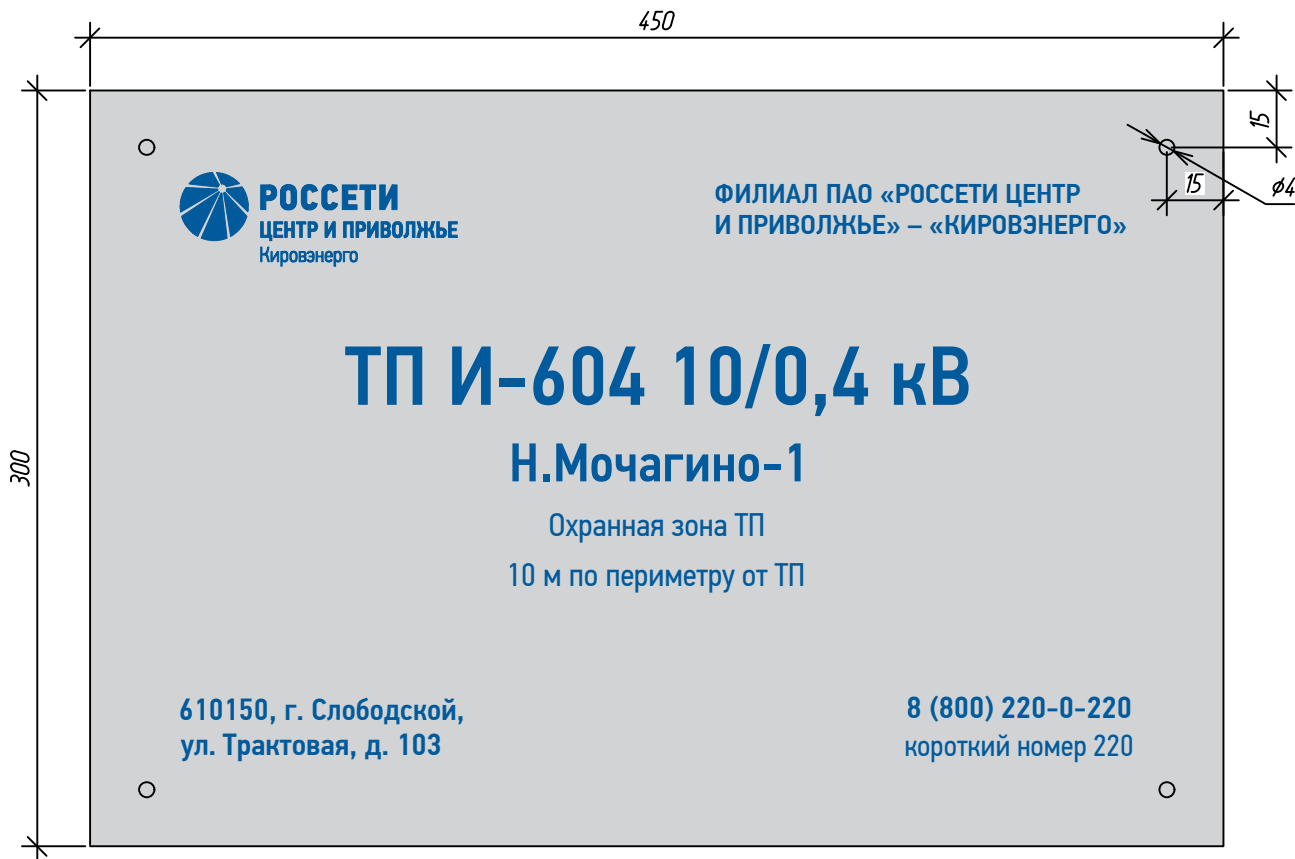 450
15
15
ø4
300
РОССЕТИ
ЦЕНТР И ПРИВОЛЖЬЕ
Кировэнерго
ФИЛИАЛ ПАО «РОССЕТИ ЦЕНТР
И ПРИВОЛЖЬЕ» – «КИРОВЭНЕРГО»
ТП И-604 10/0,4 кВ
Н.Мочагино-1
Охранная зона ТП
10 м по периметру от ТП
610150, г. Слободской,
ул. Трактовая, д. 103
8 (800) 220-0-220
короткий номер 220